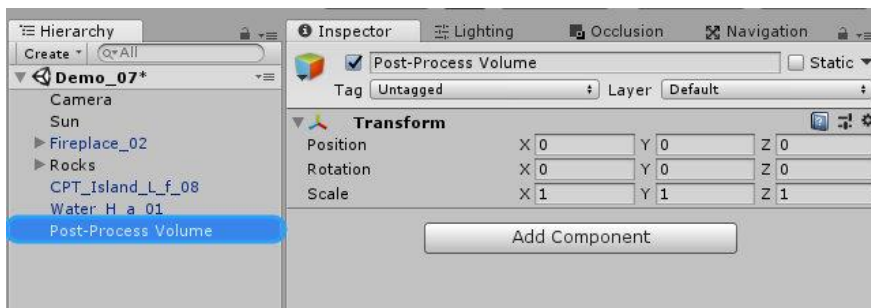 Hierarchy
Create
All
Demo_07*
Camera
Sun
Fireplace_02
Rocks
CPT_Island_L_f_08
Water_H_a_01
Post-Process Volume
Inspector Lighting Occlusion Navigation
Post-Process Volume Static
Tag Untagged Layer Default
Transform
Position X 0 Y 0 Z 0
Rotation X 0 Y 0 Z 0
Scale X 1 Y 1 Z 1
Add Component